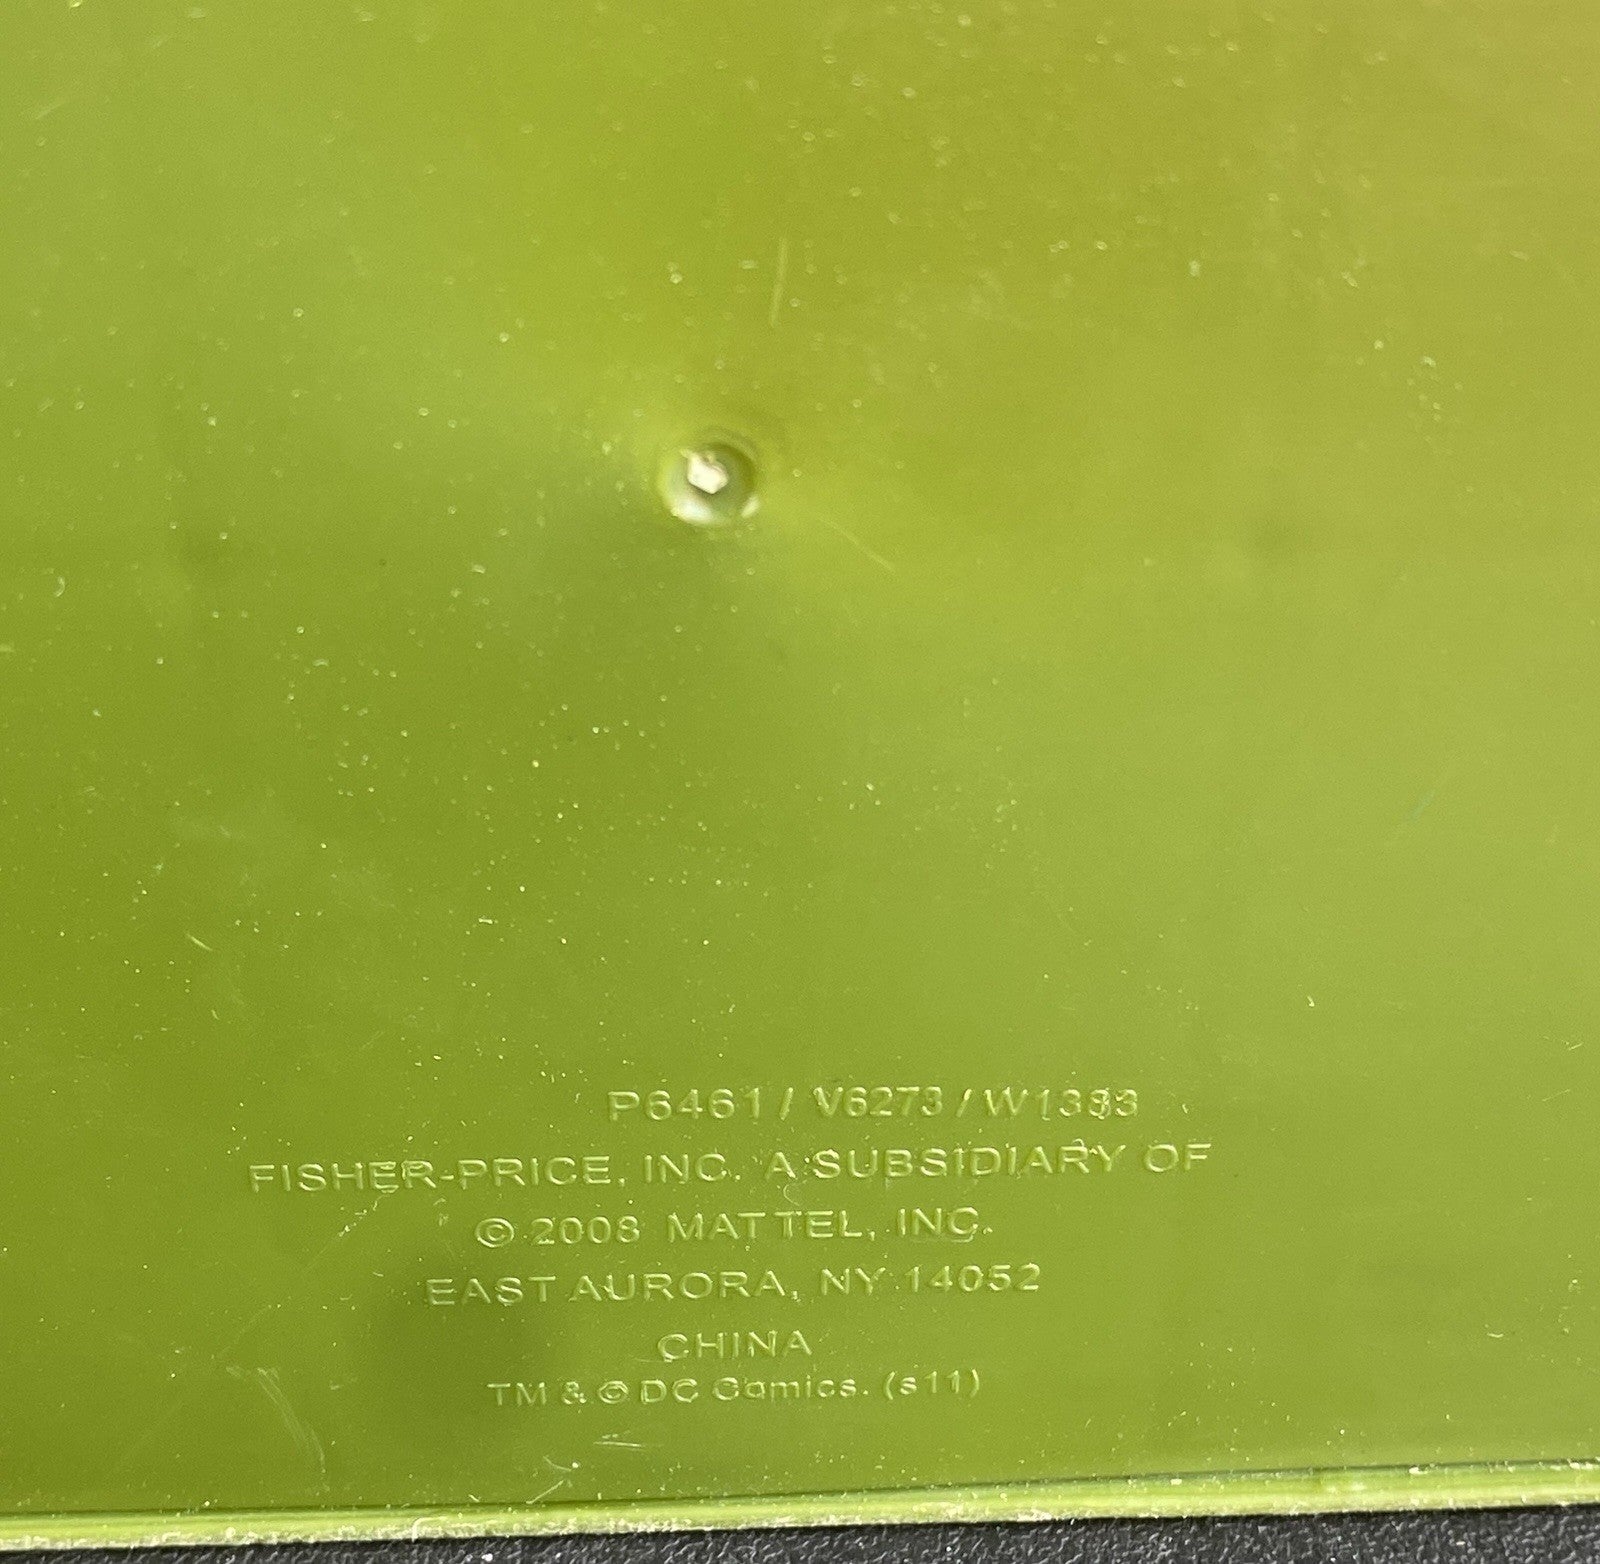 P6461 / V6273 / W1383
FISHER-PRICE, INC. A SUBSIDIARY OF
© 2008 MATTEL, INC.
EAST AURORA, NY 14052
CHINA
TM & © DC Comics. (s11)